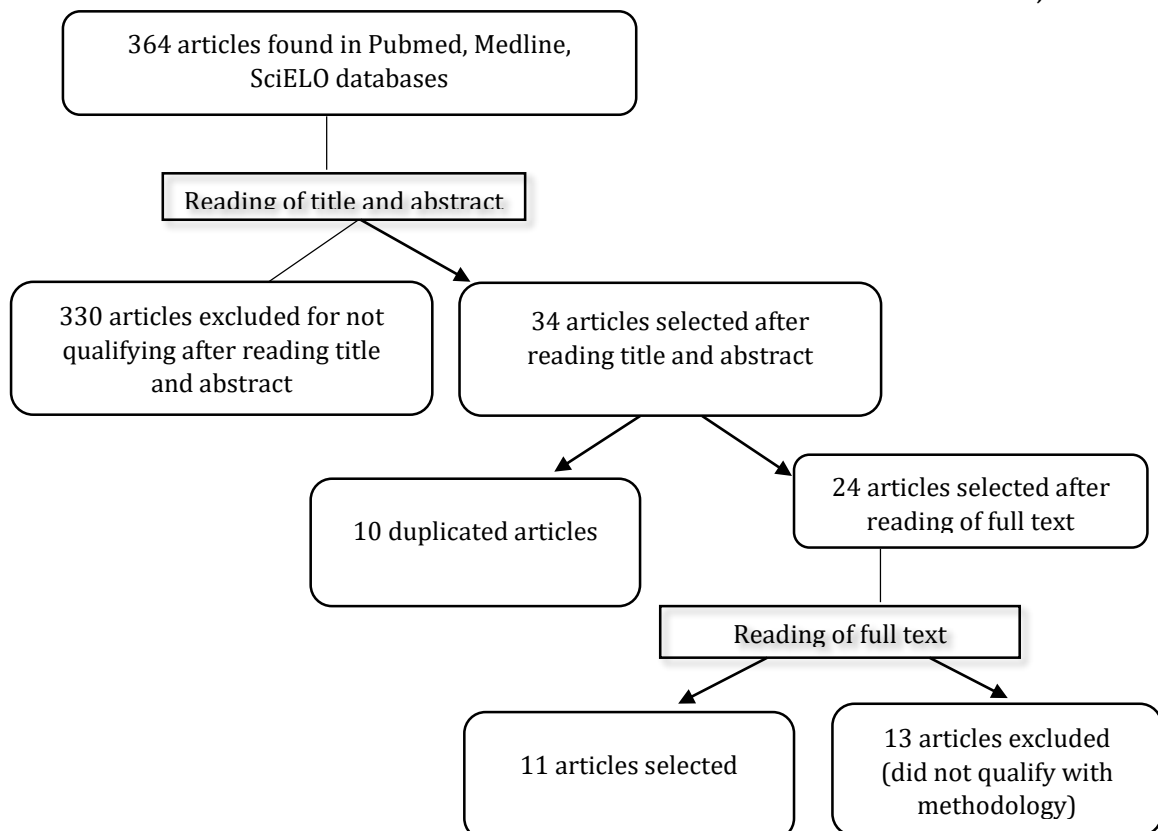 364 articles found in Pubmed, Medline,
SciELO databases
Reading of title and abstract
330 articles excluded for not
qualifying after reading title
and abstract
34 articles selected after
reading title and abstract
10 duplicated articles
24 articles selected after
reading of full text
Reading of full text
11 articles selected
13 articles excluded
(did not qualify with
methodology)